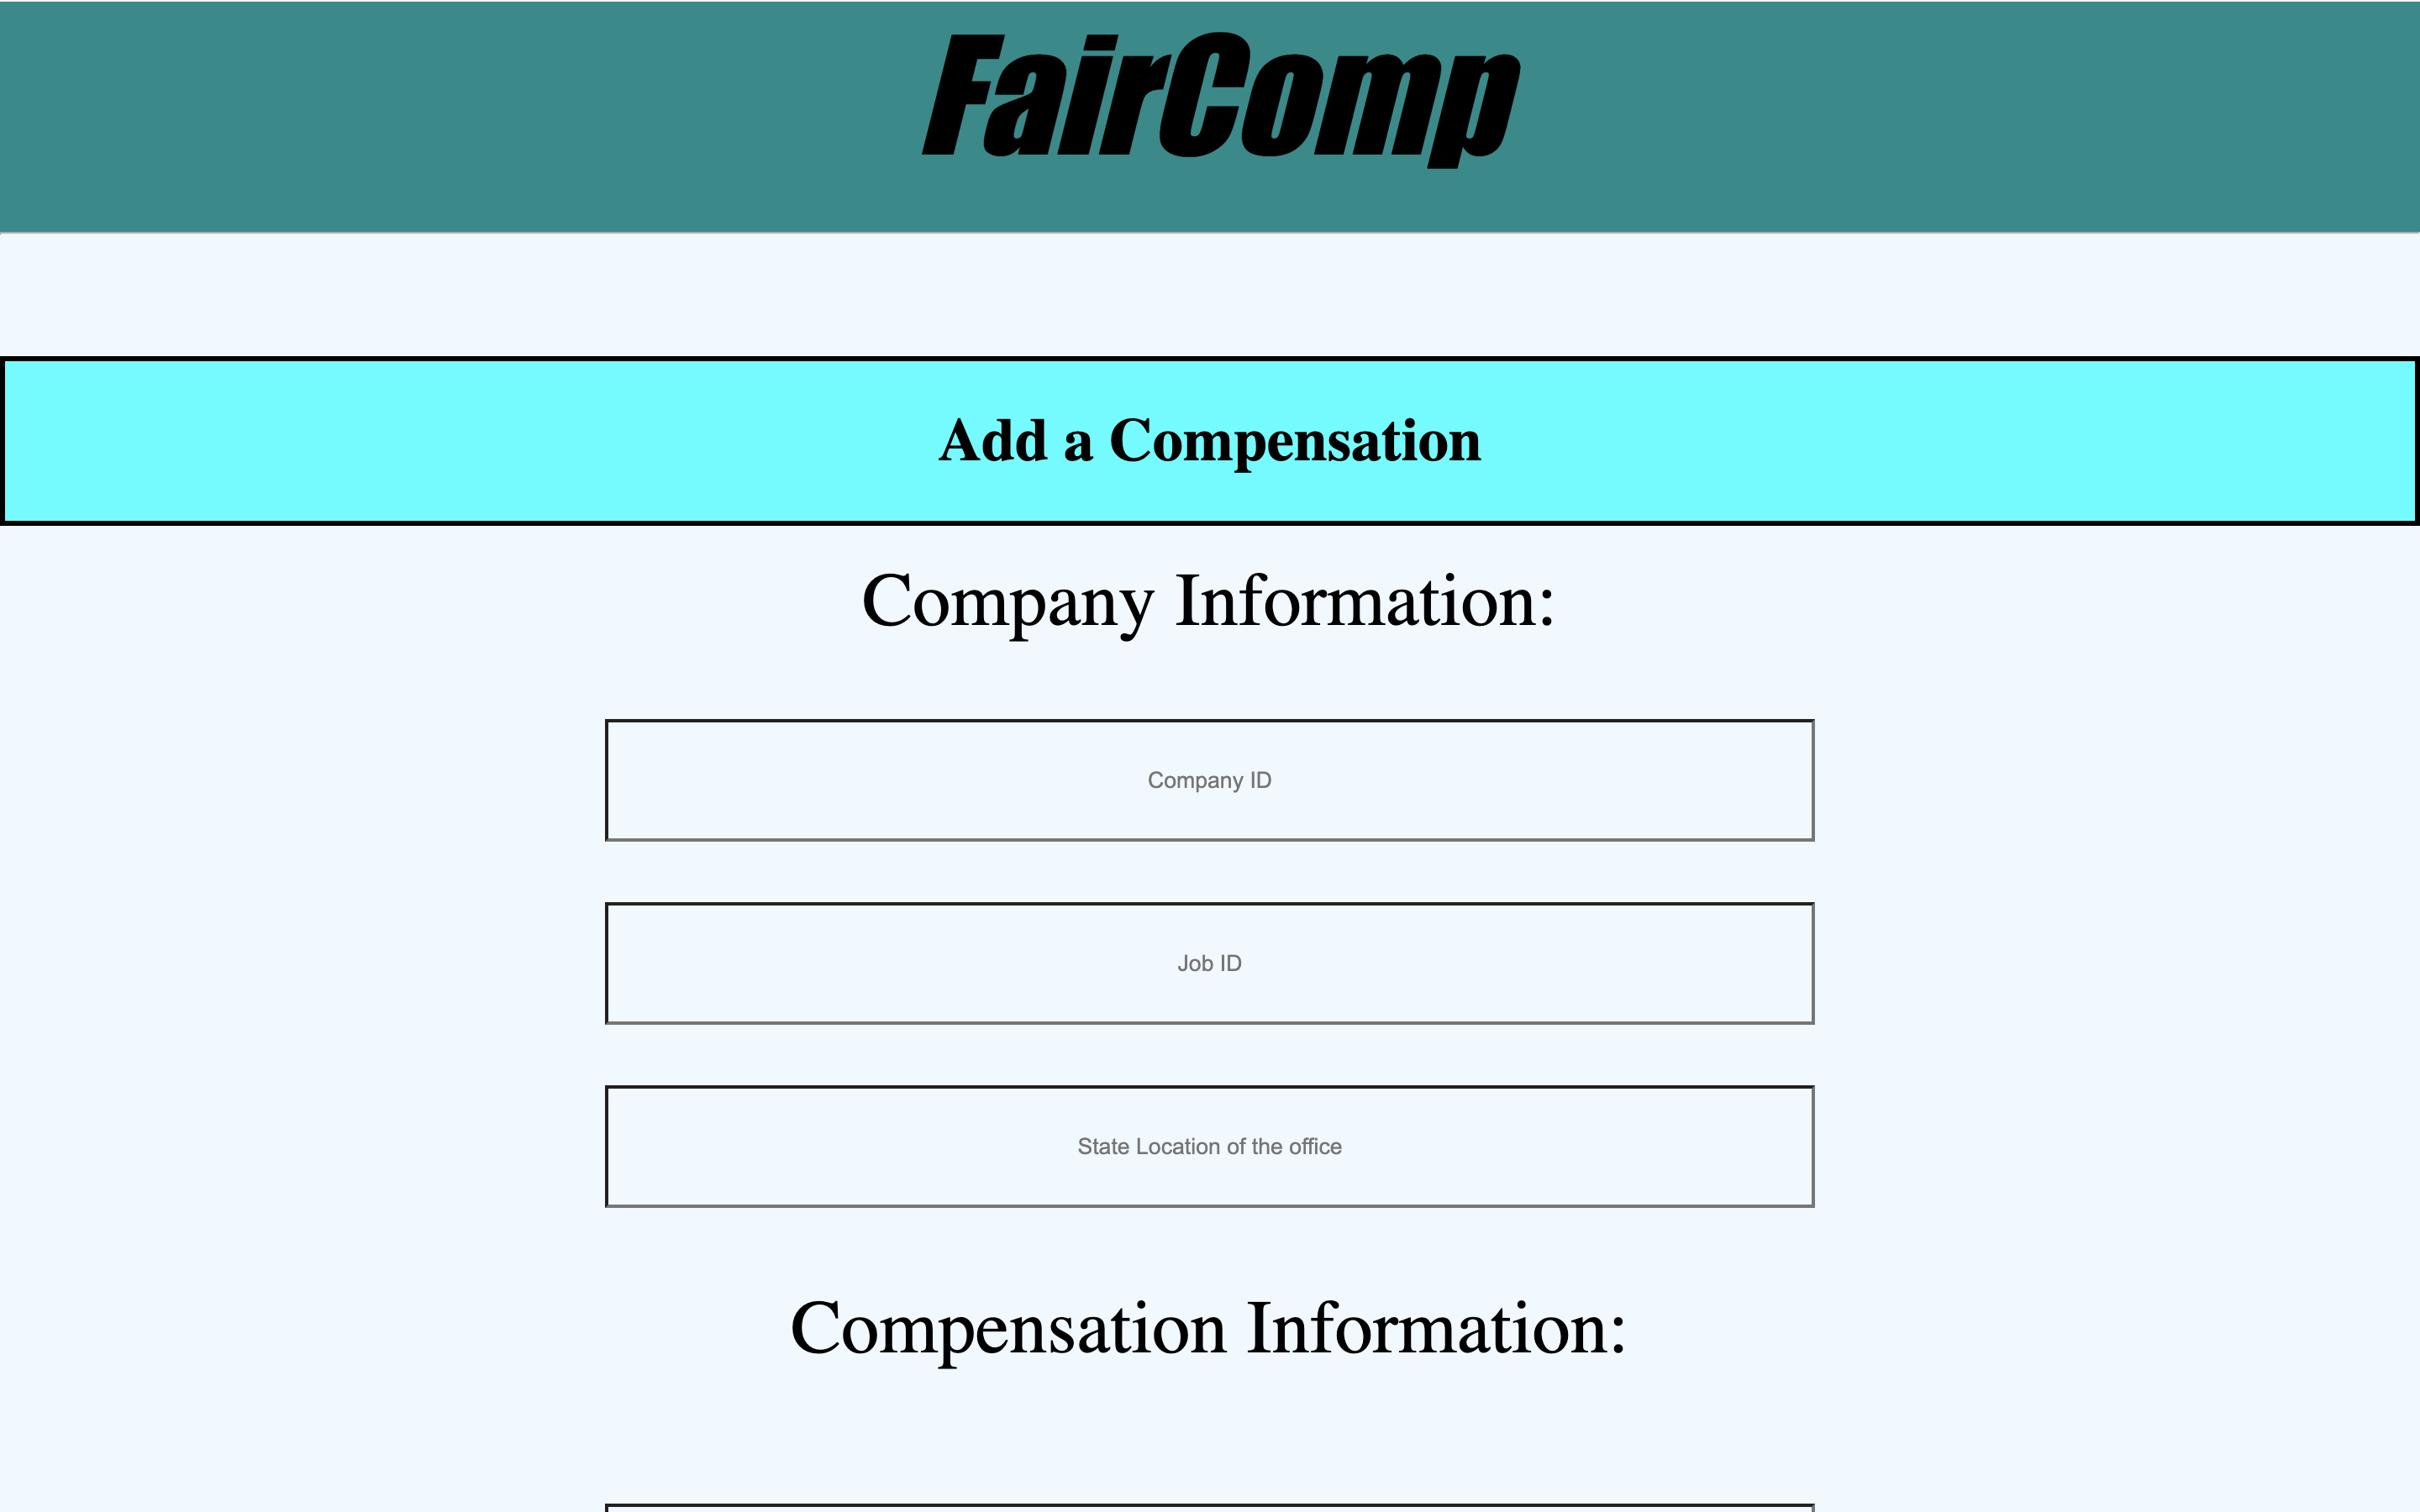 FairComp
Add a Compensation
Company Information:
Company ID
Job ID
State Location of the office
Compensation Information: